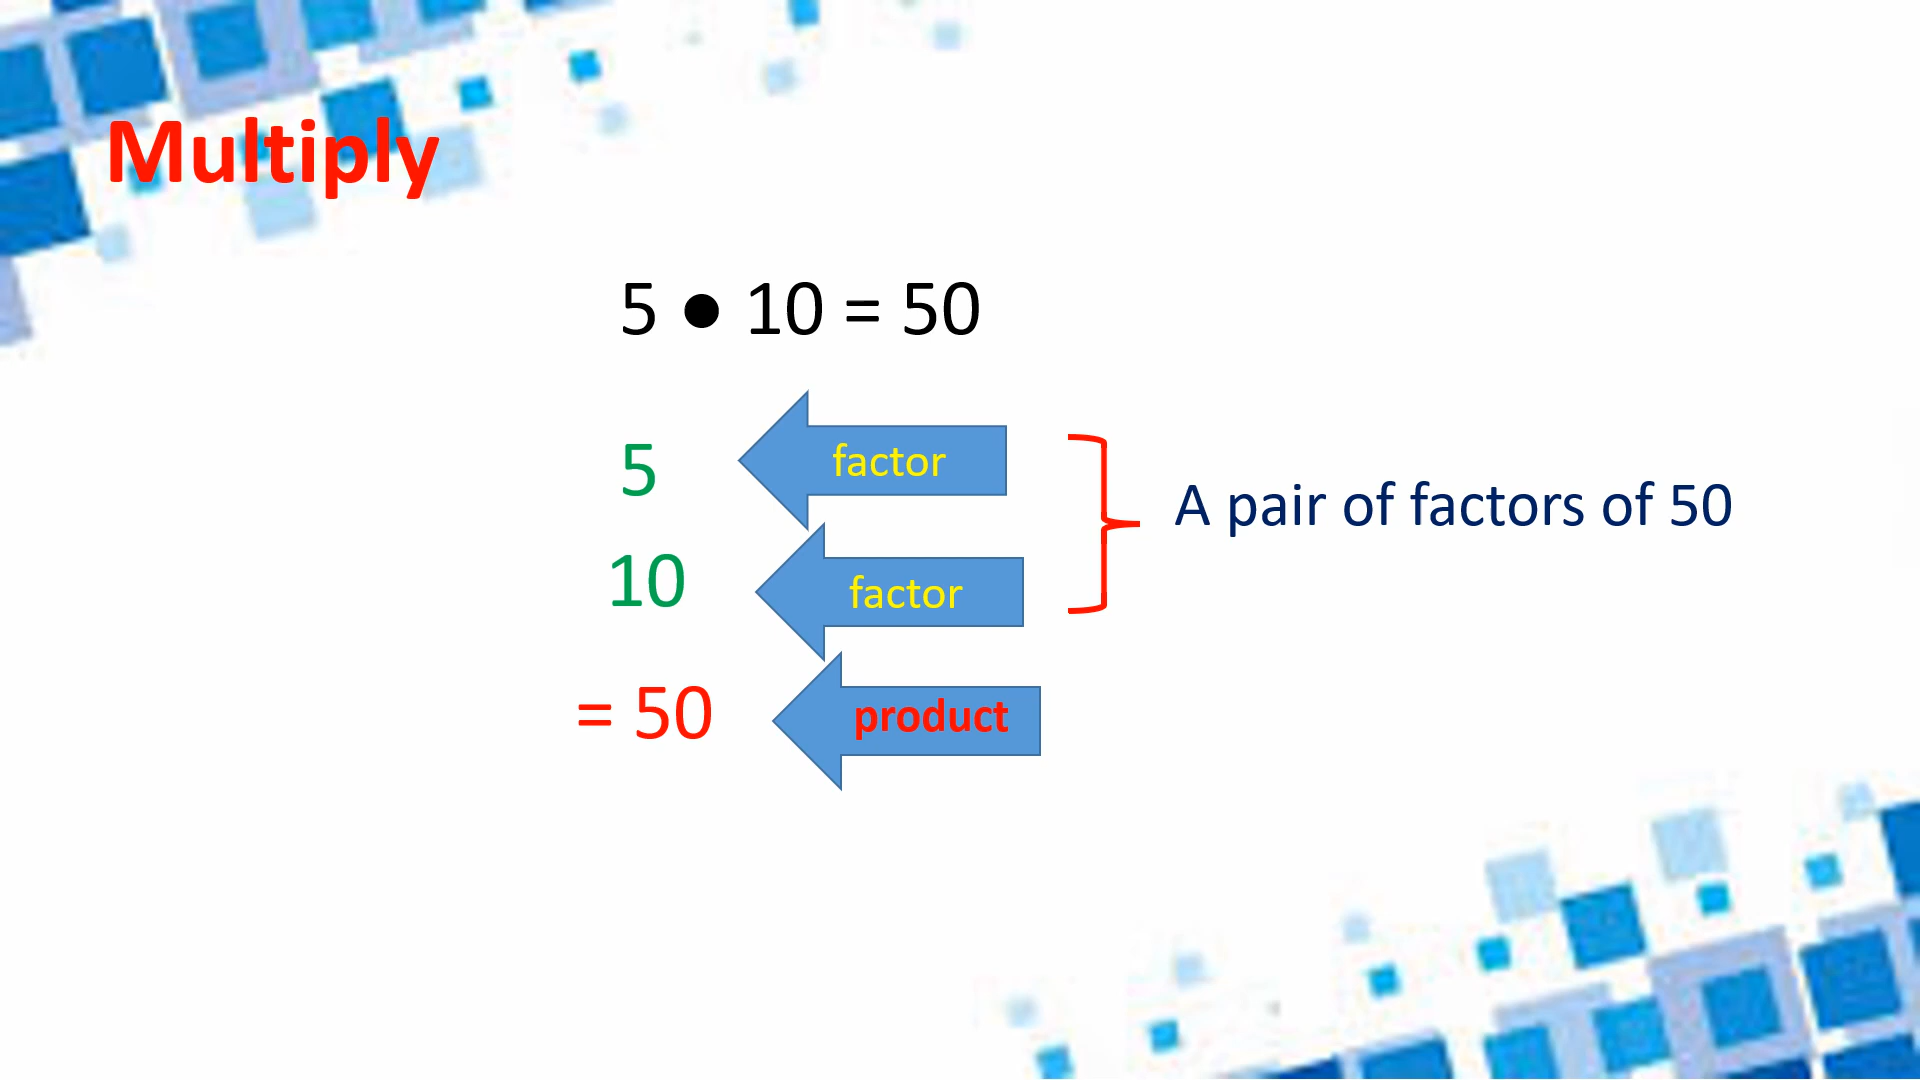 Multiply
5 ● 10 = 50
5
factor
10
factor
= 50
product
A pair of factors of 50